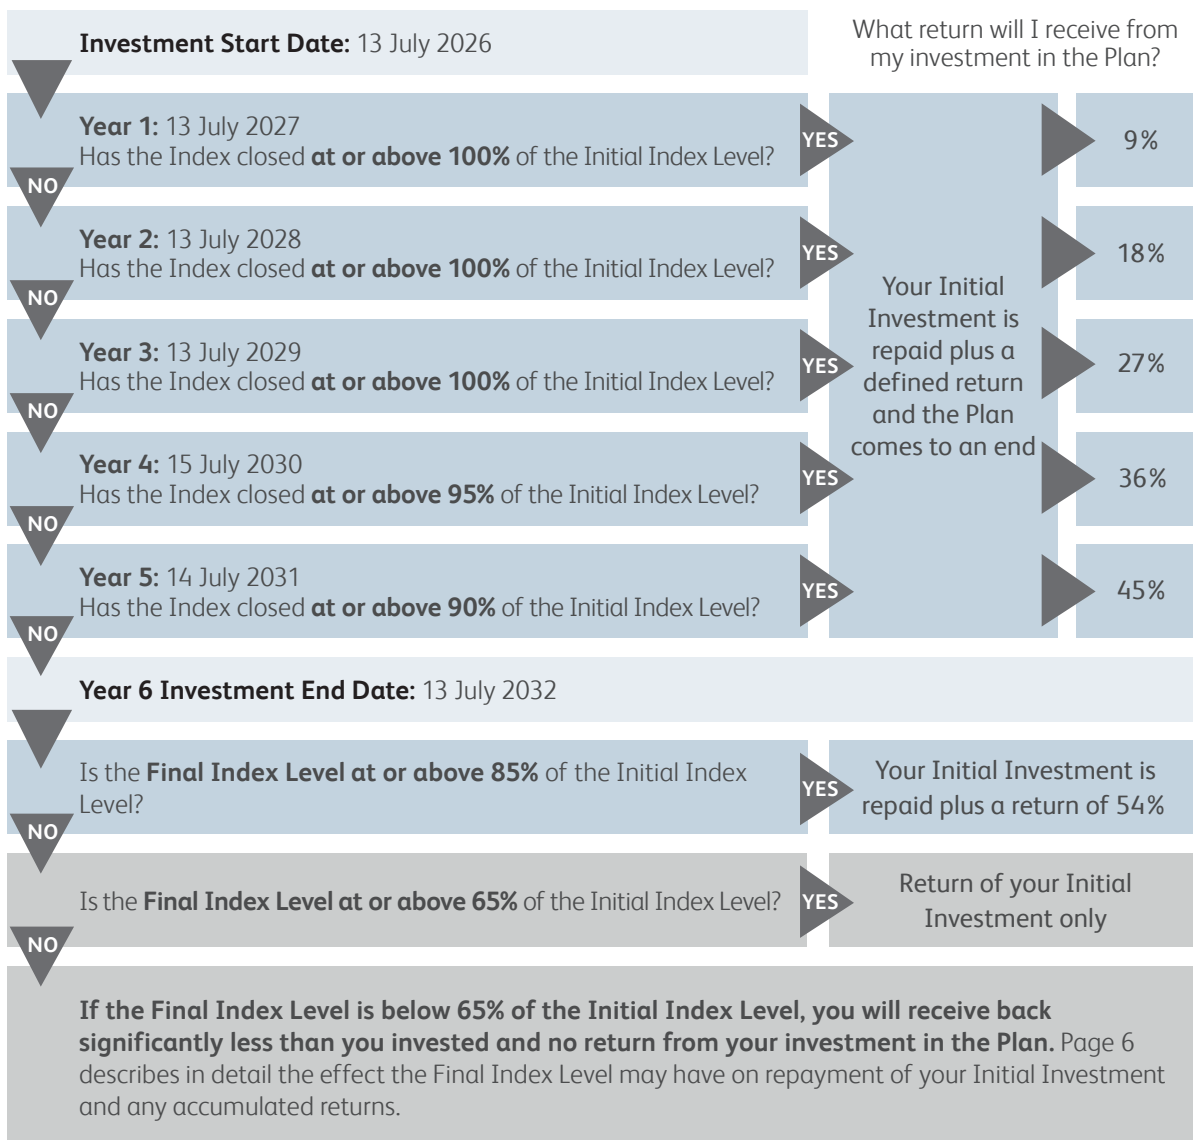 Investment Start Date: 13 July 2026
What return will I receive from
my investment in the Plan?
Year 1: 13 July 2027
Has the Index closed at or above 100% of the Initial Index Level?
YES
9%
NO
Year 2: 13 July 2028
Has the Index closed at or above 100% of the Initial Index Level?
YES
18%
NO
Year 3: 13 July 2029
Has the Index closed at or above 100% of the Initial Index Level?
YES
27%
NO
Year 4: 15 July 2030
Has the Index closed at or above 95% of the Initial Index Level?
YES
36%
NO
Year 5: 14 July 2031
Has the Index closed at or above 90% of the Initial Index Level?
YES
45%
NO
Your Initial
Investment is
repaid plus a
defined return
and the Plan
comes to an end
Year 6 Investment End Date: 13 July 2032
Is the Final Index Level at or above 85% of the Initial Index
Level?
YES
Your Initial Investment is
repaid plus a return of 54%
NO
Is the Final Index Level at or above 65% of the Initial Index Level?
YES
Return of your Initial
Investment only
NO
If the Final Index Level is below 65% of the Initial Index Level, you will receive back
significantly less than you invested and no return from your investment in the Plan. Page 6
describes in detail the effect the Final Index Level may have on repayment of your Initial Investment
and any accumulated returns.